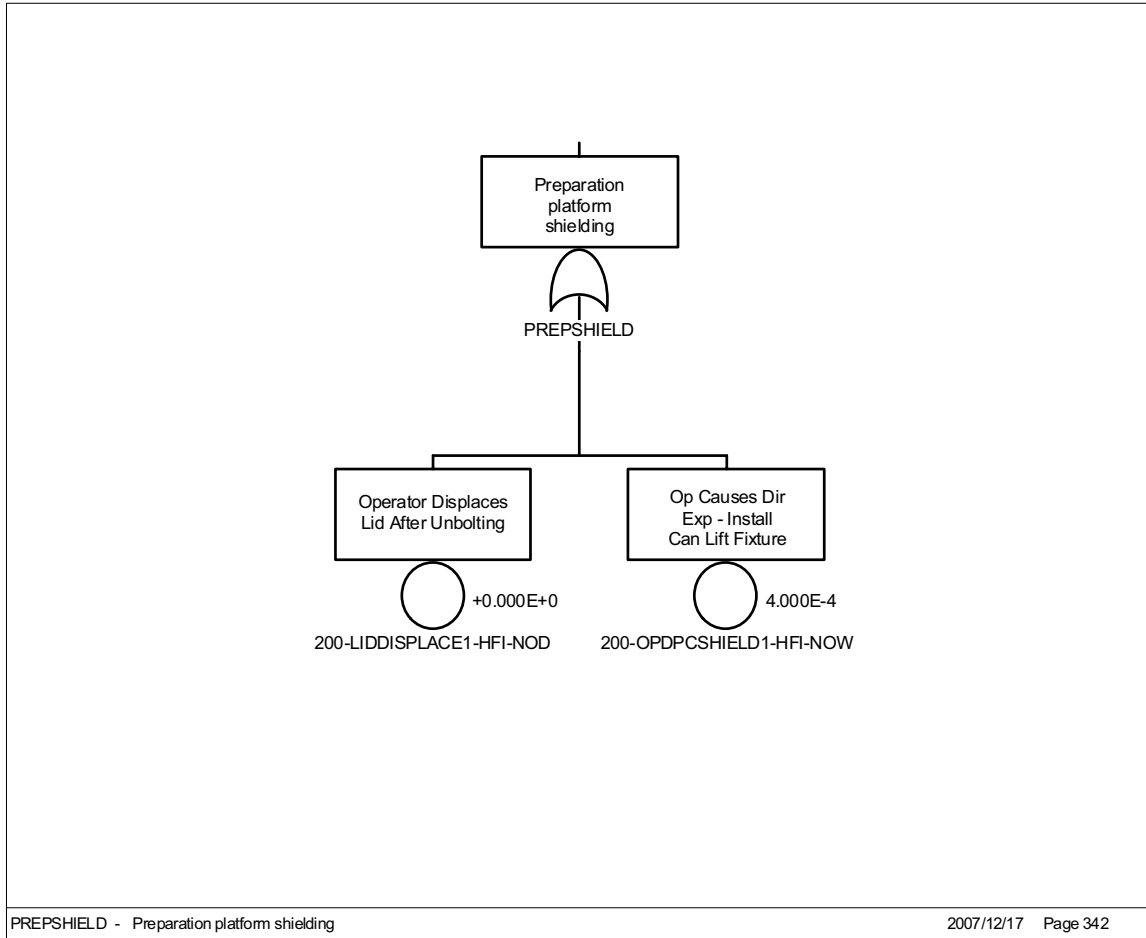 Preparation
platform
shielding
PREPSHIELD
Operator Displaces
Lid After Unbolting
+0.000E+0
200-LIDDISPLACE1-HFI-NOD
Op Causes Dir
Exp - Install
Can Lift Fixture
4.000E-4
200-OPDPCSHIELD1-HFI-NOW
PREPSHIELD - Preparation platform shielding
2007/12/17 Page 342